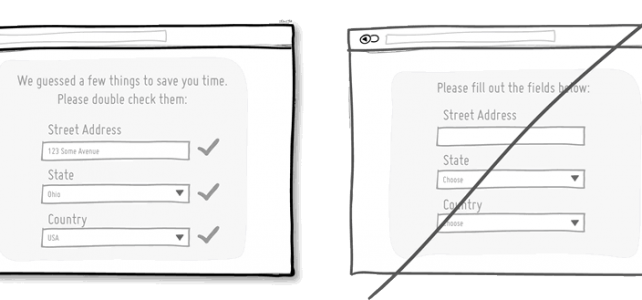 We guessed a few things to save you time.
Please double check them:
Street Address
123 Some Avenue
State
Ohio
Country
USA
Please fill out the fields below:
Street Address
State
Choose
Country
Choose